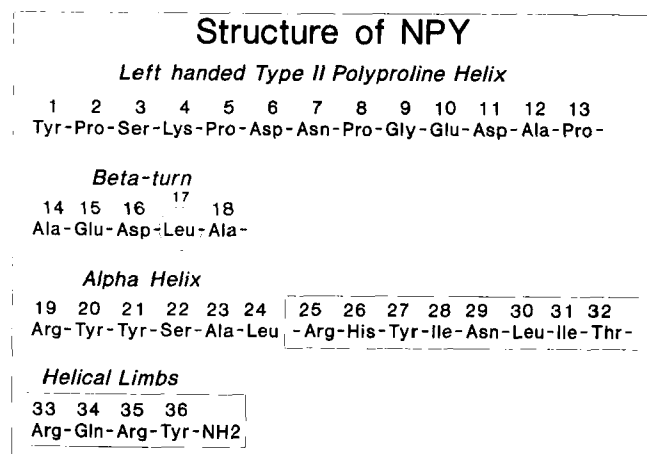 Structure of NPY
Left handed Type II Polyproline Helix
1 2 3 4 5 6 7 8 9 10 11 12 13
Tyr-Pro-Ser-Lys-Pro-Asp-Asn-Pro-Gly-Glu-Asp-Ala-Pro-
Beta-turn
14 15 16 17 18
Ala-Glu-Asp-Leu-Ala-
Alpha Helix
19 20 21 22 23 24 25 26 27 28 29 30 31 32
Arg-Tyr-Tyr-Ser-Ala-Leu -Arg-His-Tyr-Ile-Asn-Leu-Ile-Thr-
Helical Limbs
33 34 35 36
Arg-Gln-Arg-Tyr-NH2